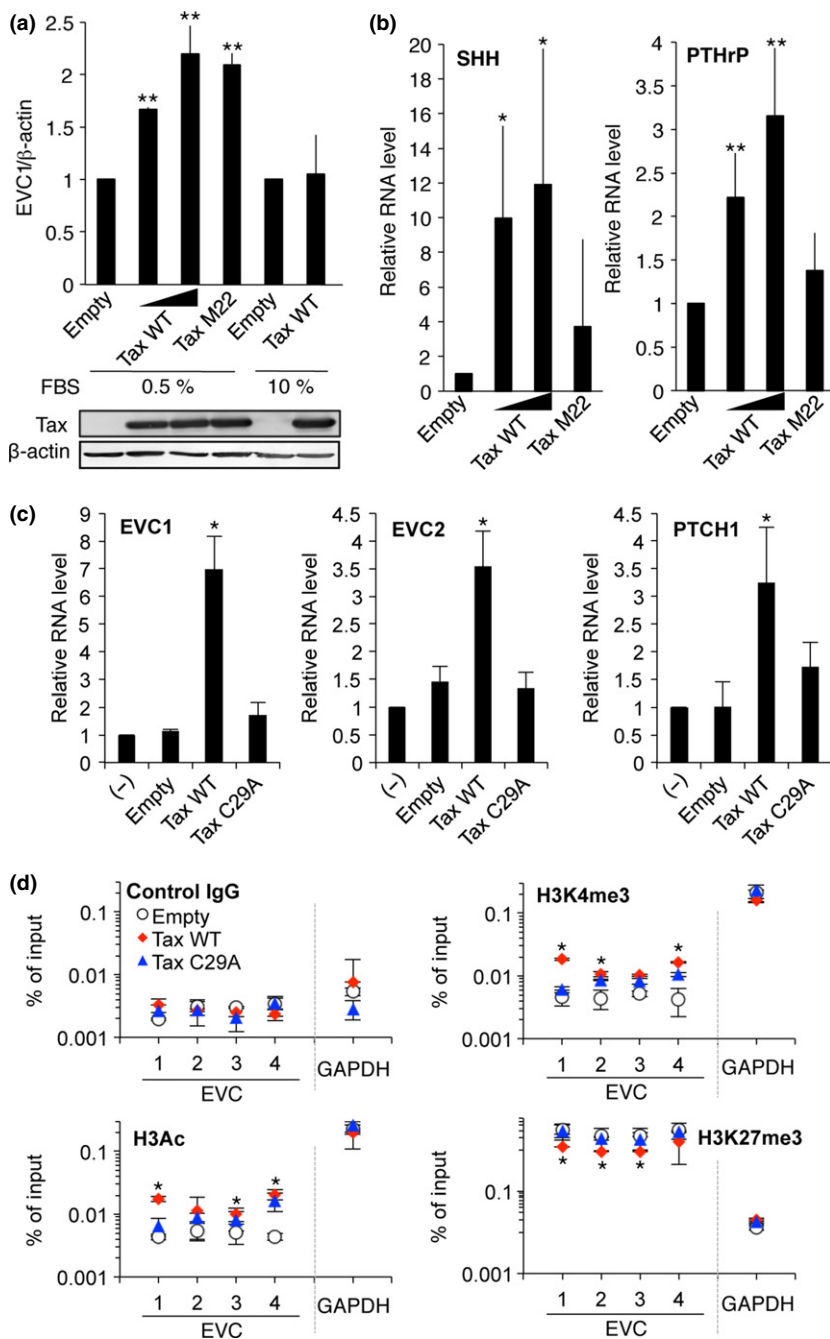 (a)
**
**
**
2.5
2
1.5
1
0.5
0
EVC1/β-actin
Empty
Tax WT
Tax M22
Empty
Tax WT
FBS 0.5 % 10 %
Tax
β-actin
(b)
SHH
*
*
20
18
16
14
12
10
8
6
4
2
0
Relative RNA level
Empty
Tax WT
Tax M22
PTHrP
**
**
4
3.5
3
2.5
2
1.5
1
0.5
0
Relative RNA level
Empty
Tax WT
Tax M22
(c)
EVC1
*
9
8
7
6
5
4
3
2
1
0
Relative RNA level
(–)
Empty
Tax WT
Tax C29A
EVC2
*
4.5
4
3.5
3
2.5
2
1.5
1
0.5
0
Relative RNA level
(–)
Empty
Tax WT
Tax C29A
PTCH1
*
4.5
4
3.5
3
2.5
2
1.5
1
0.5
0
Relative RNA level
(–)
Empty
Tax WT
Tax C29A
(d)
Control IgG
Empty
Tax WT
Tax C29A
0.1
0.01
0.001
% of input
1 2 3 4
EVC
GAPDH
H3K4me3
* * *
0.1
0.01
0.001
% of input
1 2 3 4
EVC
GAPDH
H3Ac
* * *
0.1
0.01
0.001
% of input
1 2 3 4
EVC
GAPDH
H3K27me3
* * *
0.1
0.001
% of input
1 2 3 4
EVC
GAPDH